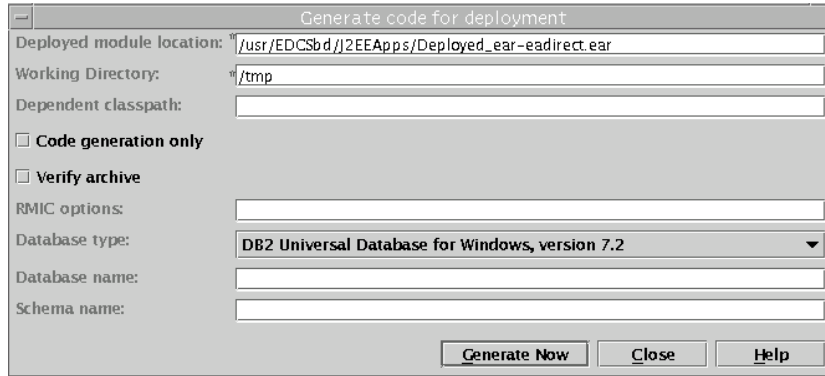 Generate code for deployment
Deployed module location: */usr/EDCSbd/J2EEApps/Deployed_ear-eadirect.ear
Working Directory: */tmp
Dependent classpath:
Code generation only
Verify archive
RMIC options:
Database type: DB2 Universal Database for Windows, version 7.2
Database name:
Schema name:
Generate Now Close Help